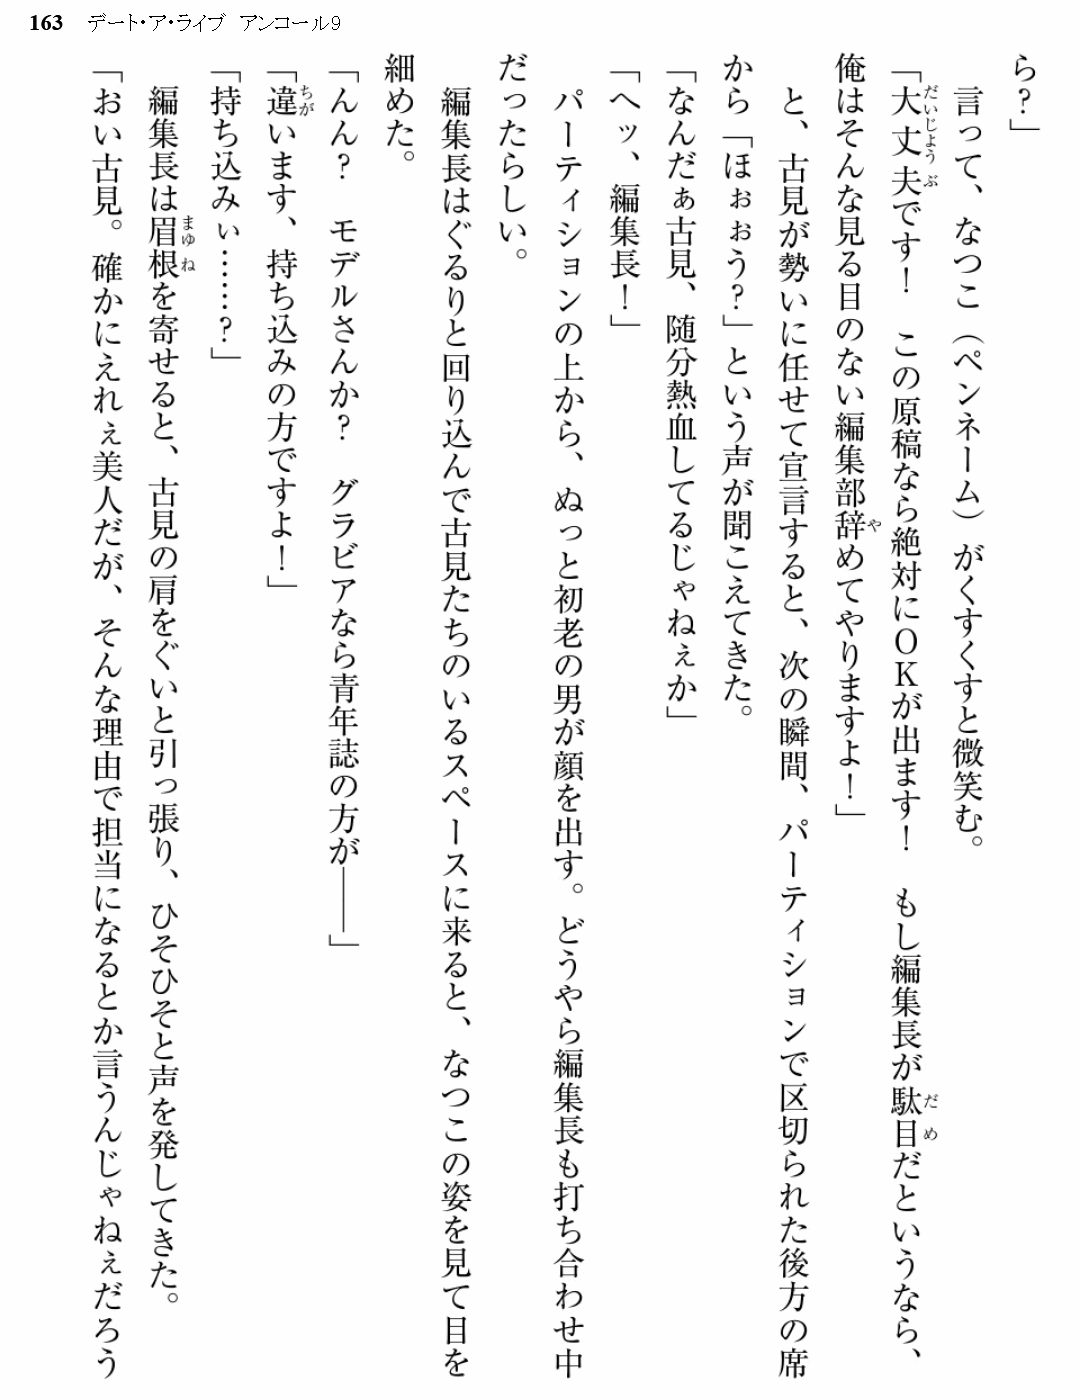 163 デート・ア・ライブ アンコール9
ら？」
　言って、なつこ（ペンネーム）がくすくすと微笑む。
「大丈夫です！　この原稿なら絶対にＯＫが出ます！　もし編集長が駄目だというなら、
俺はそんな見る目のない編集部辞めてやりますよ！」
　と、古見が勢いに任せて宣言すると、次の瞬間、パーティションで区切られた後方の席
から「ほぉぉう？」という声が聞こえてきた。
「なんだぁ古見、随分熱血してるじゃねぇか」
「ヘッ、編集長！」
　パーティションの上から、ぬっと初老の男が顔を出す。どうやら編集長も打ち合わせ中
だったらしい。
　編集長はぐるりと回り込んで古見たちのいるスペースに来ると、なつこの姿を見て目を
細めた。
「んん？　モデルさんか？　グラビアなら青年誌の方が――」
「違います、持ち込みの方ですよ！」
「持ち込みぃ……？」
　編集長は眉根を寄せると、古見の肩をぐいと引っ張り、ひそひそと声を発してきた。
「おい古見。確かにえれぇ美人だが、そんな理由で担当になるとか言うんじゃねぇだろう